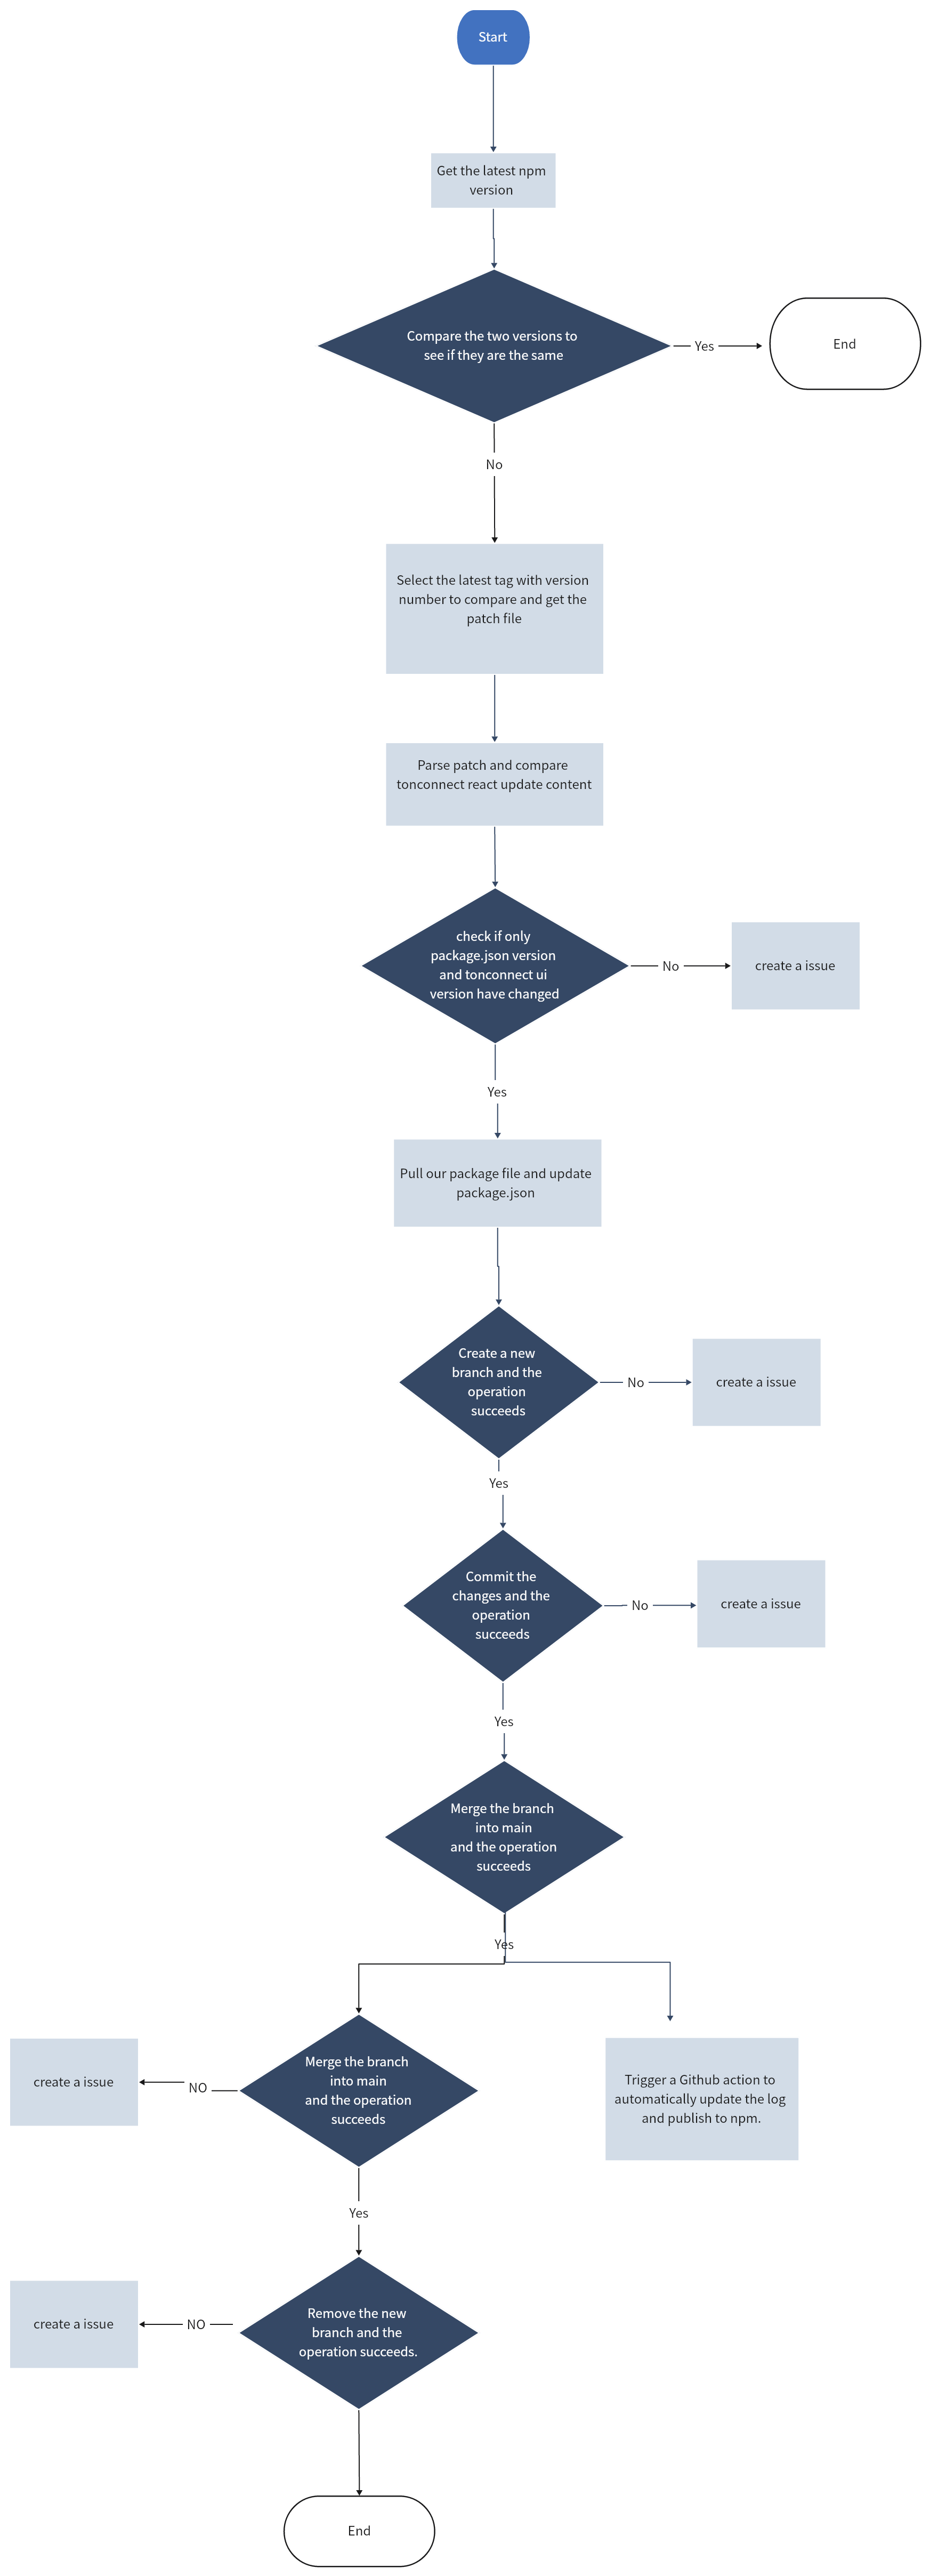 Start
Get the latest npm
version
Compare the two versions to
see if they are the same
Yes
End
No
Select the latest tag with version
number to compare and get the
patch file
Parse patch and compare
tonconnect react update content
check if only
package.json version
and tonconnect ui
version have changed
No
create a issue
Yes
Pull our package file and update
package.json
Create a new
branch and the
operation
succeeds
No
create a issue
Yes
Commit the
changes and the
operation
succeeds
No
create a issue
Yes
Merge the branch
into main
and the operation
succeeds
Yes
Merge the branch
into main
and the operation
succeeds
NO
create a issue
Trigger a Github action to
automatically update the log
and publish to npm.
Yes
Remove the new
branch and the
operation succeeds.
NO
create a issue
End